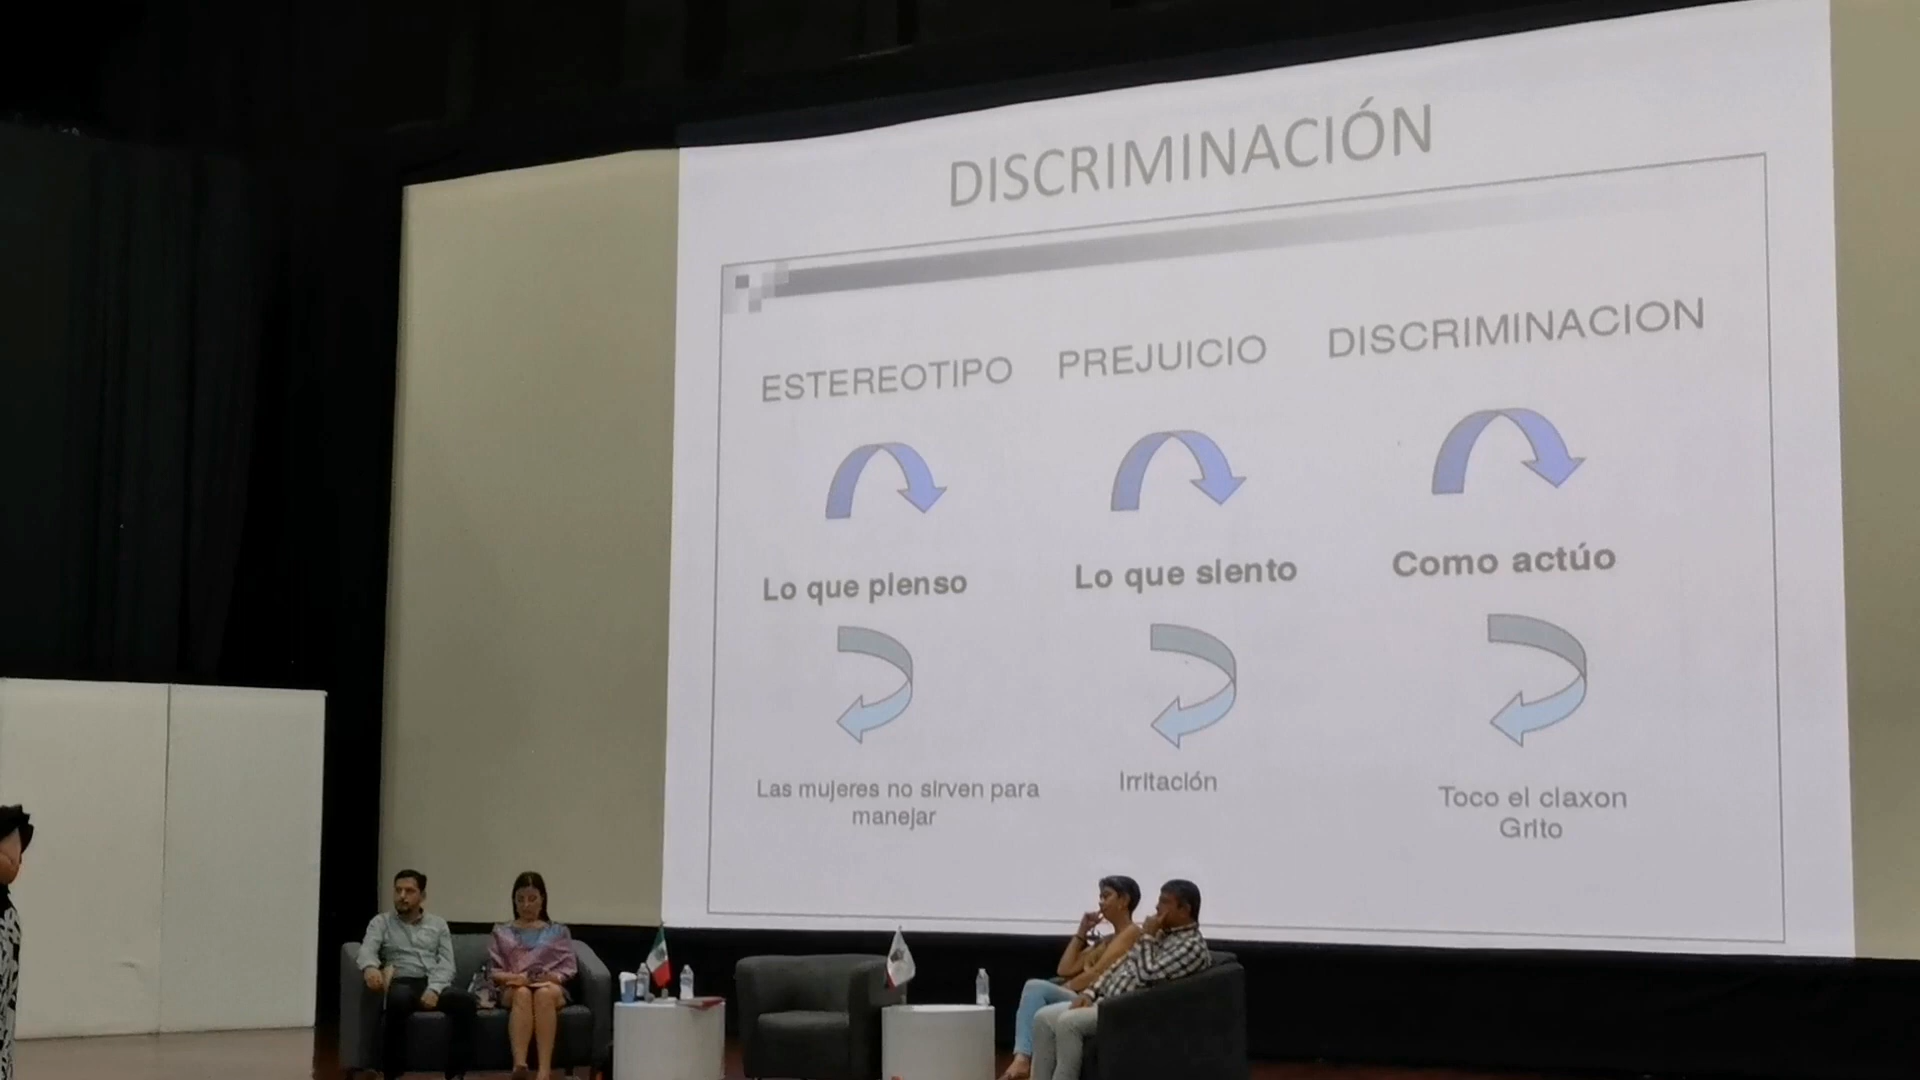 DISCRIMINACIÓN
ESTEREOTIPO PREJUICIO DISCRIMINACION
Lo que pienso Lo que siento Como actúo
Las mujeres no sirven para
manejar
Irritación
Toco el claxon
Grito